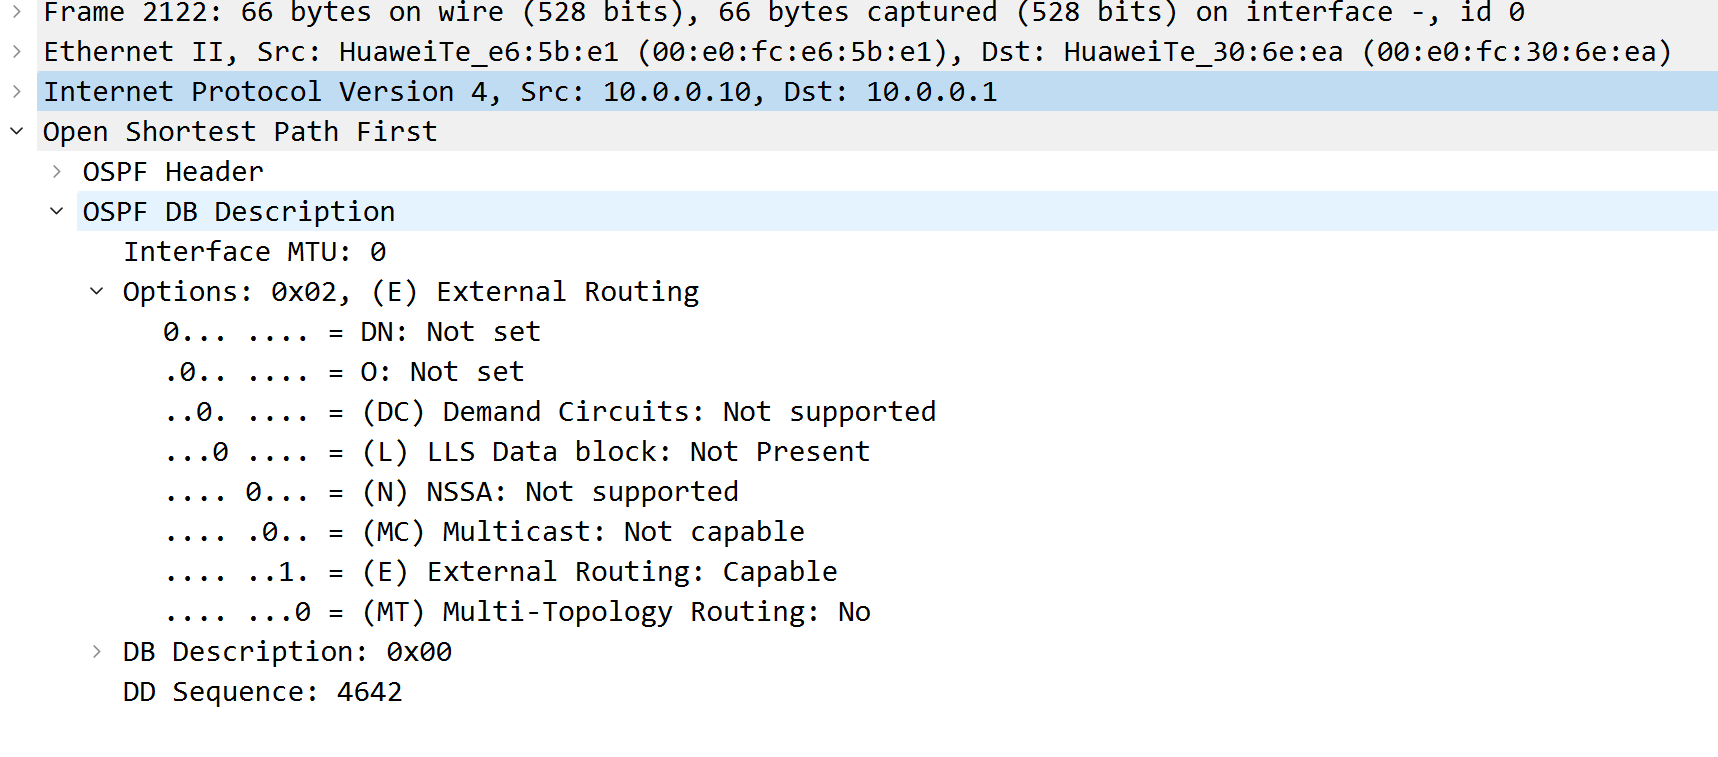 Frame 2122: 66 bytes on wire (528 bits), 66 bytes captured (528 bits) on interface -, id 0
Ethernet II, Src: HuaweiTe_e6:5b:e1 (00:e0:fc:e6:5b:e1), Dst: HuaweiTe_30:6e:ea (00:e0:fc:30:6e:ea)
Internet Protocol Version 4, Src: 10.0.0.10, Dst: 10.0.0.1
Open Shortest Path First
OSPF Header
OSPF DB Description
Interface MTU: 0
Options: 0x02, (E) External Routing
0... .... = DN: Not set
.0.. .... = O: Not set
..0. .... = (DC) Demand Circuits: Not supported
...0 .... = (L) LLS Data block: Not Present
.... 0... = (N) NSSA: Not supported
.... .0.. = (MC) Multicast: Not capable
.... ..1. = (E) External Routing: Capable
.... ...0 = (MT) Multi-Topology Routing: No
DB Description: 0x00
DD Sequence: 4642